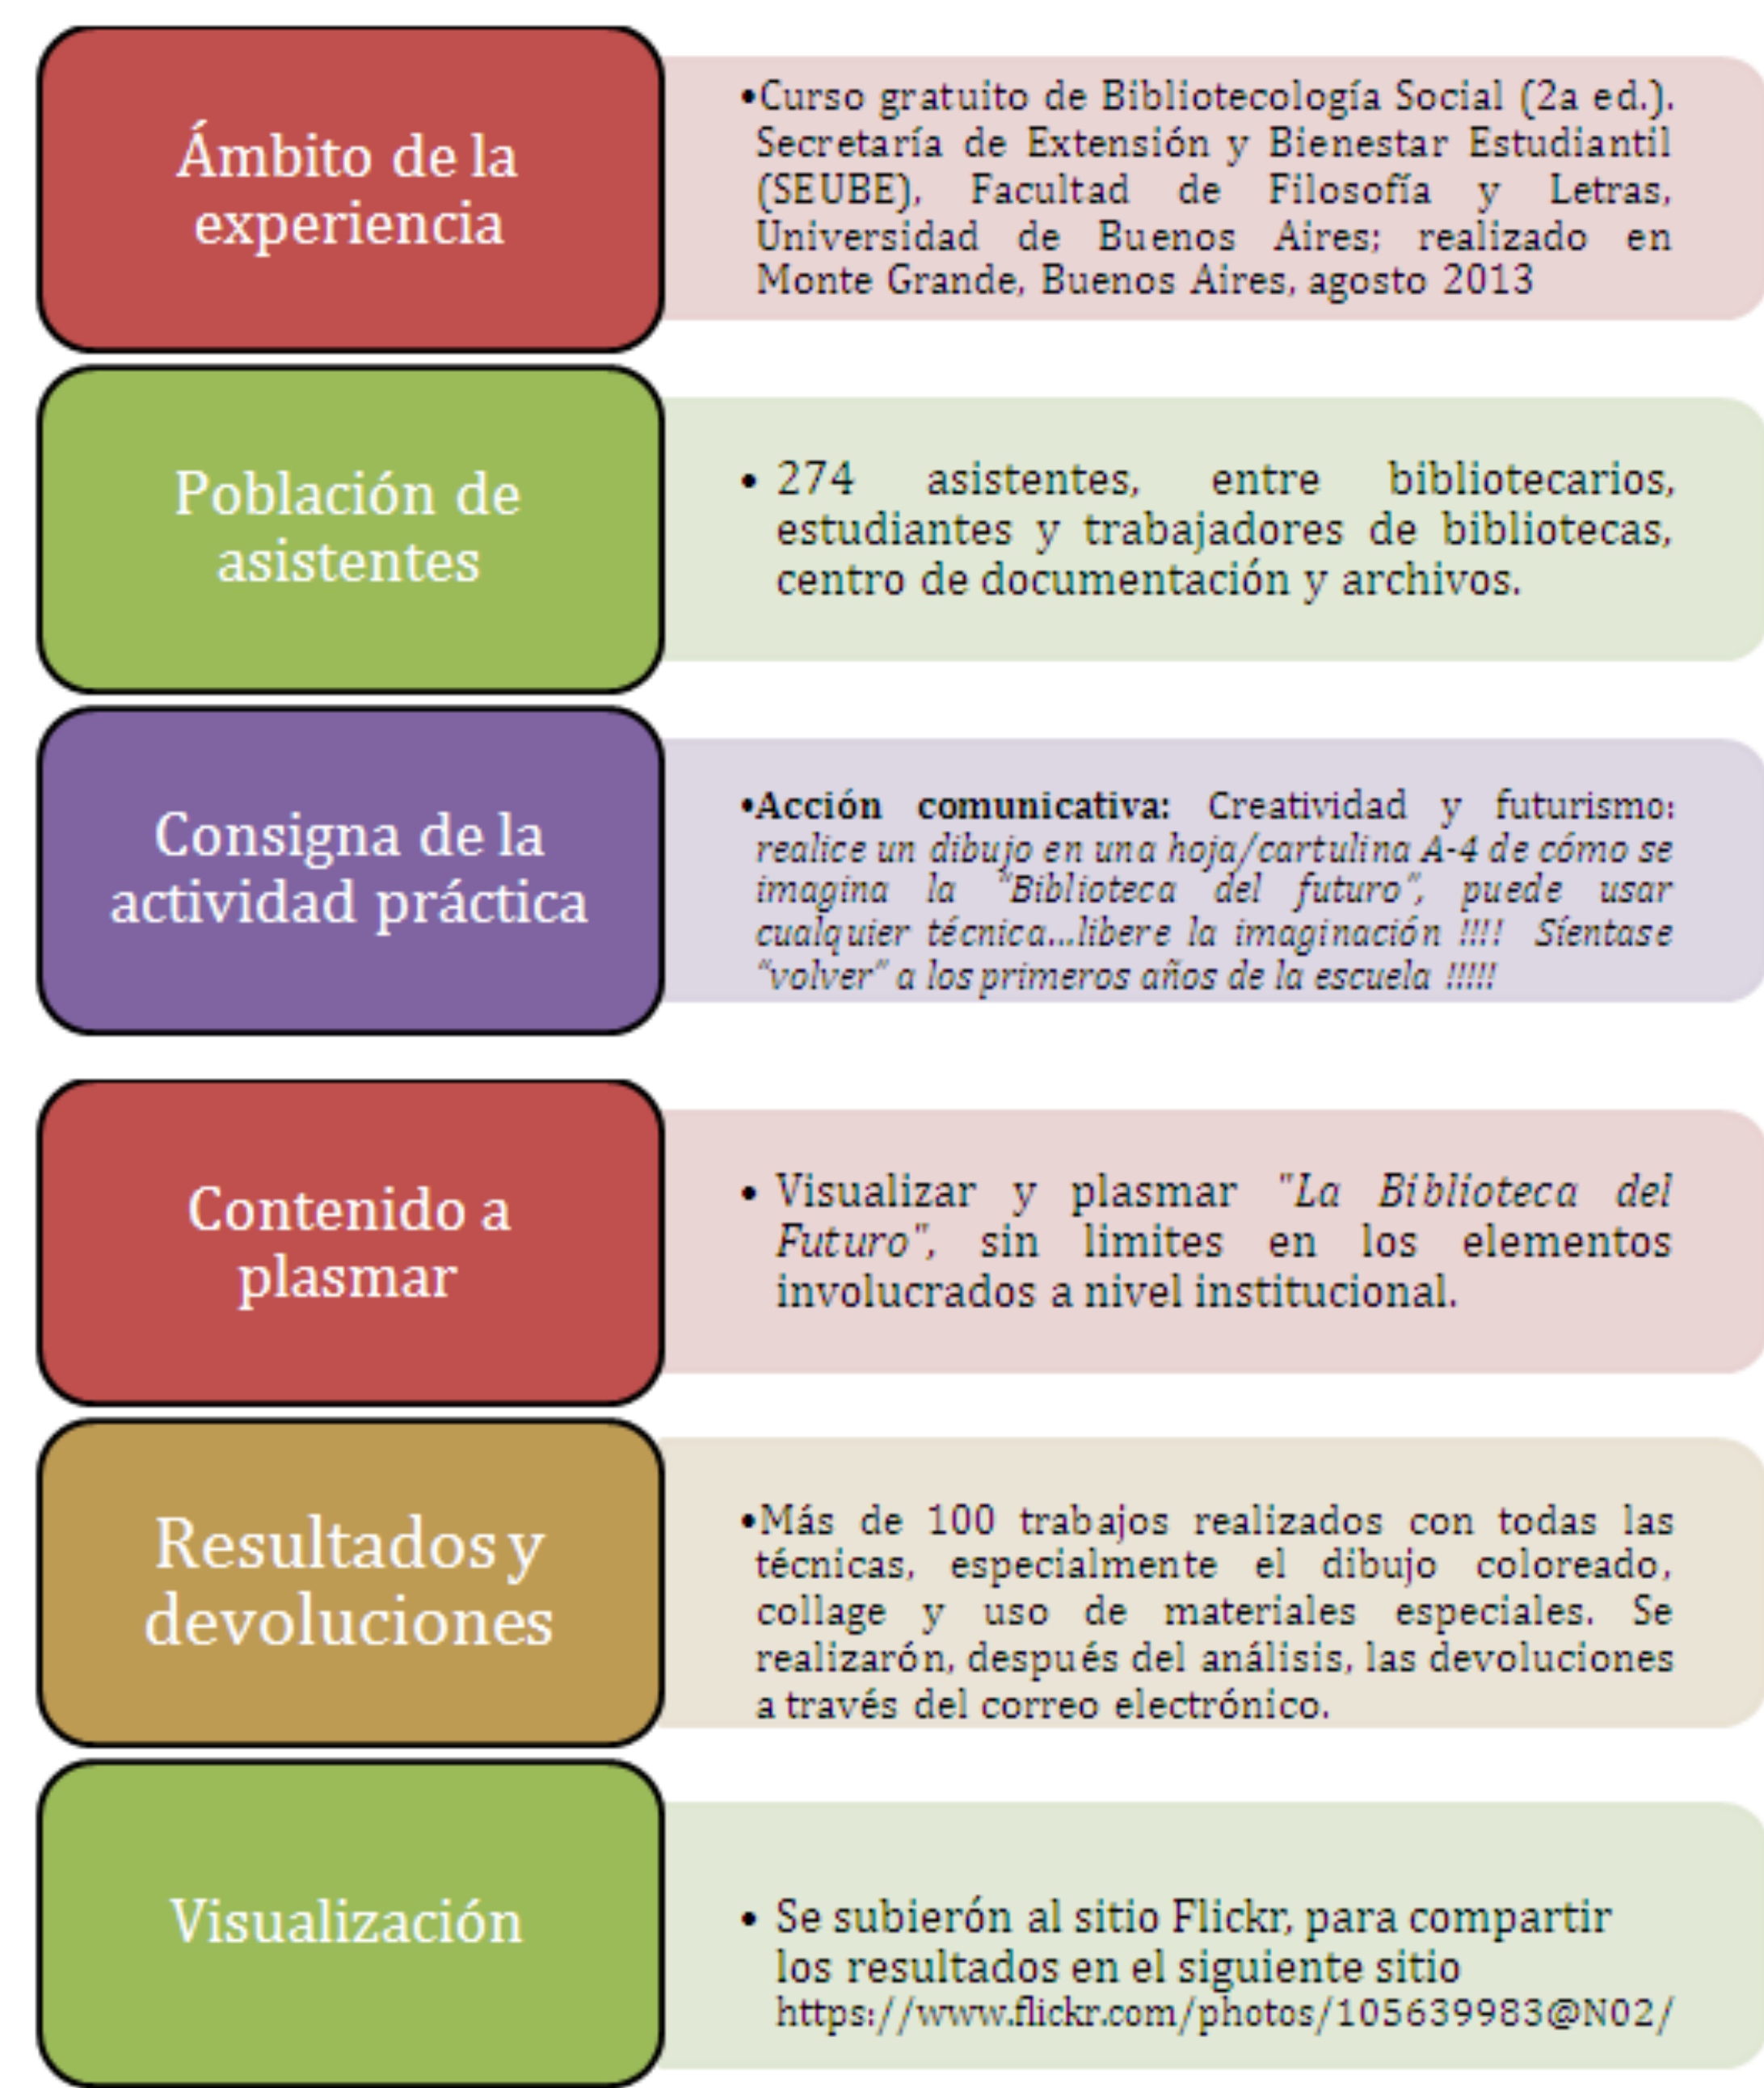 Ámbito de la
experiencia
•Curso gratuito de Bibliotecología Social (2a ed.).
Secretaría de Extensión y Bienestar Estudiantil
(SEUBE), Facultad de Filosofía y Letras,
Universidad de Buenos Aires; realizado en
Monte Grande, Buenos Aires, agosto 2013
Población de
asistentes
• 274 asistentes, entre bibliotecarios,
estudiantes y trabajadores de bibliotecas,
centro de documentación y archivos.
Consigna de la
actividad práctica
•Acción comunicativa: Creatividad y futurismo:
realice un dibujo en una hoja/cartulina A-4 de cómo se
imagina la "Biblioteca del futuro", puede usar
cualquier técnica...libere la imaginación !!!! Síentase
"volver" a los primeros años de la escuela !!!!!
Contenido a
plasmar
• Visualizar y plasmar "La Biblioteca del
Futuro", sin limites en los elementos
involucrados a nivel institucional.
Resultados y
devoluciones
•Más de 100 trabajos realizados con todas las
técnicas, especialmente el dibujo coloreado,
collage y uso de materiales especiales. Se
realizarón, después del análisis, las devoluciones
a través del correo electrónico.
Visualización
• Se subierón al sitio Flickr, para compartir
los resultados en el siguiente sitio
https://www.flickr.com/photos/105639983@N02/